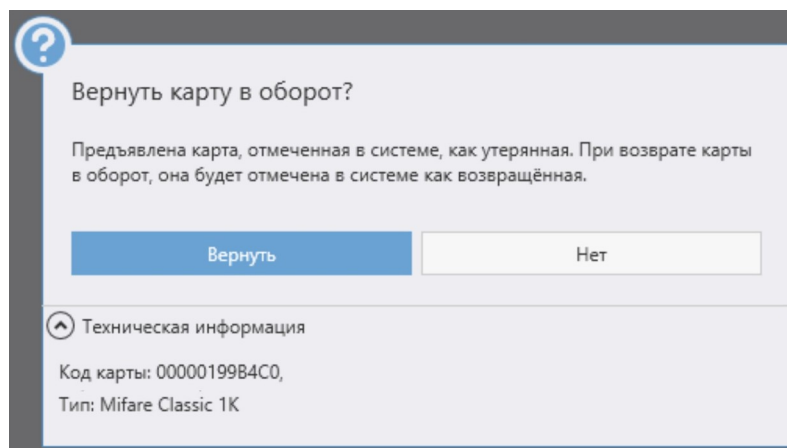 ?
Вернуть карту в оборот?
Предъявлена карта, отмеченная в системе, как утерянная. При возврате карты
в оборот, она будет отмечена в системе как возвращённая.
Вернуть
Нет
Техническая информация
Код карты: 00000199B4C0,
Тип: Mifare Classic 1K